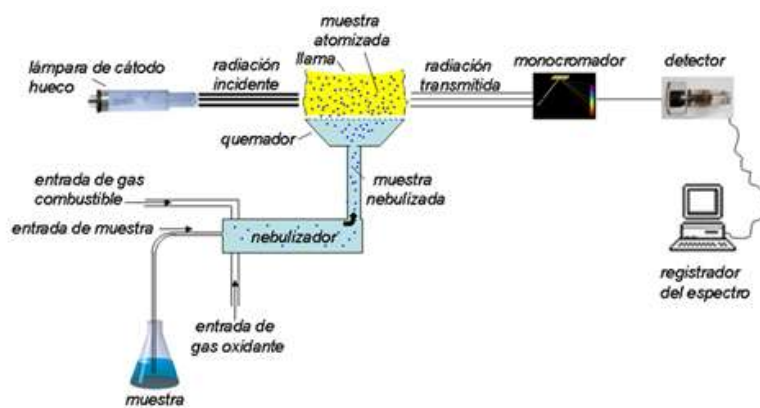 lámpara de cátodo
hueco
radiación
incidente
muestra
atomizada
llama
radiación
transmitida
monocromador
detector
quemador
muestra
nebulizada
entrada de gas
combustible
entrada de muestra
nebulizador
entrada de
gas oxidante
muestra
registrador
del espectro